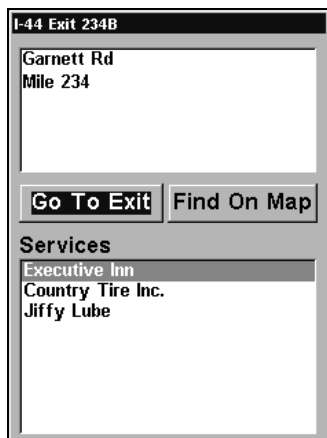 I-44 Exit 234B
Garnett Rd
Mile 234
Go To Exit Find On Map
Services
Executive Inn
Country Tire Inc.
Jiffy Lube